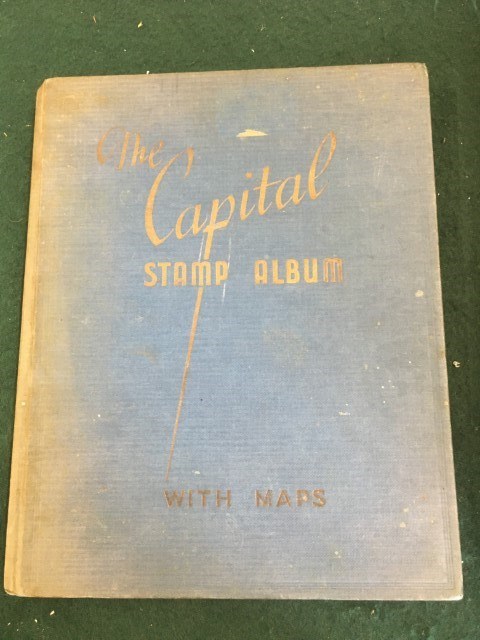 The
Capital
STAMP ALBUM
WITH MAPS